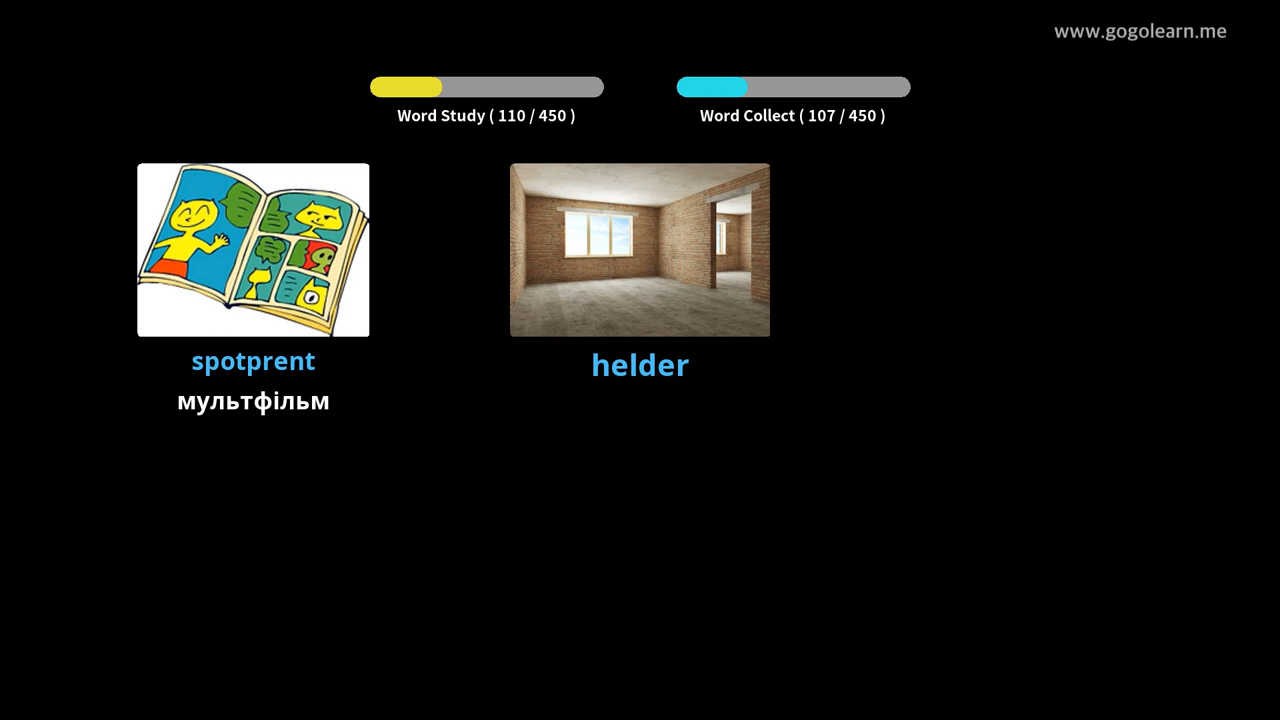 www.gogolearn.me
Word Study ( 110 / 450 )
Word Collect ( 107 / 450 )
spotprent
мультфільм
helder